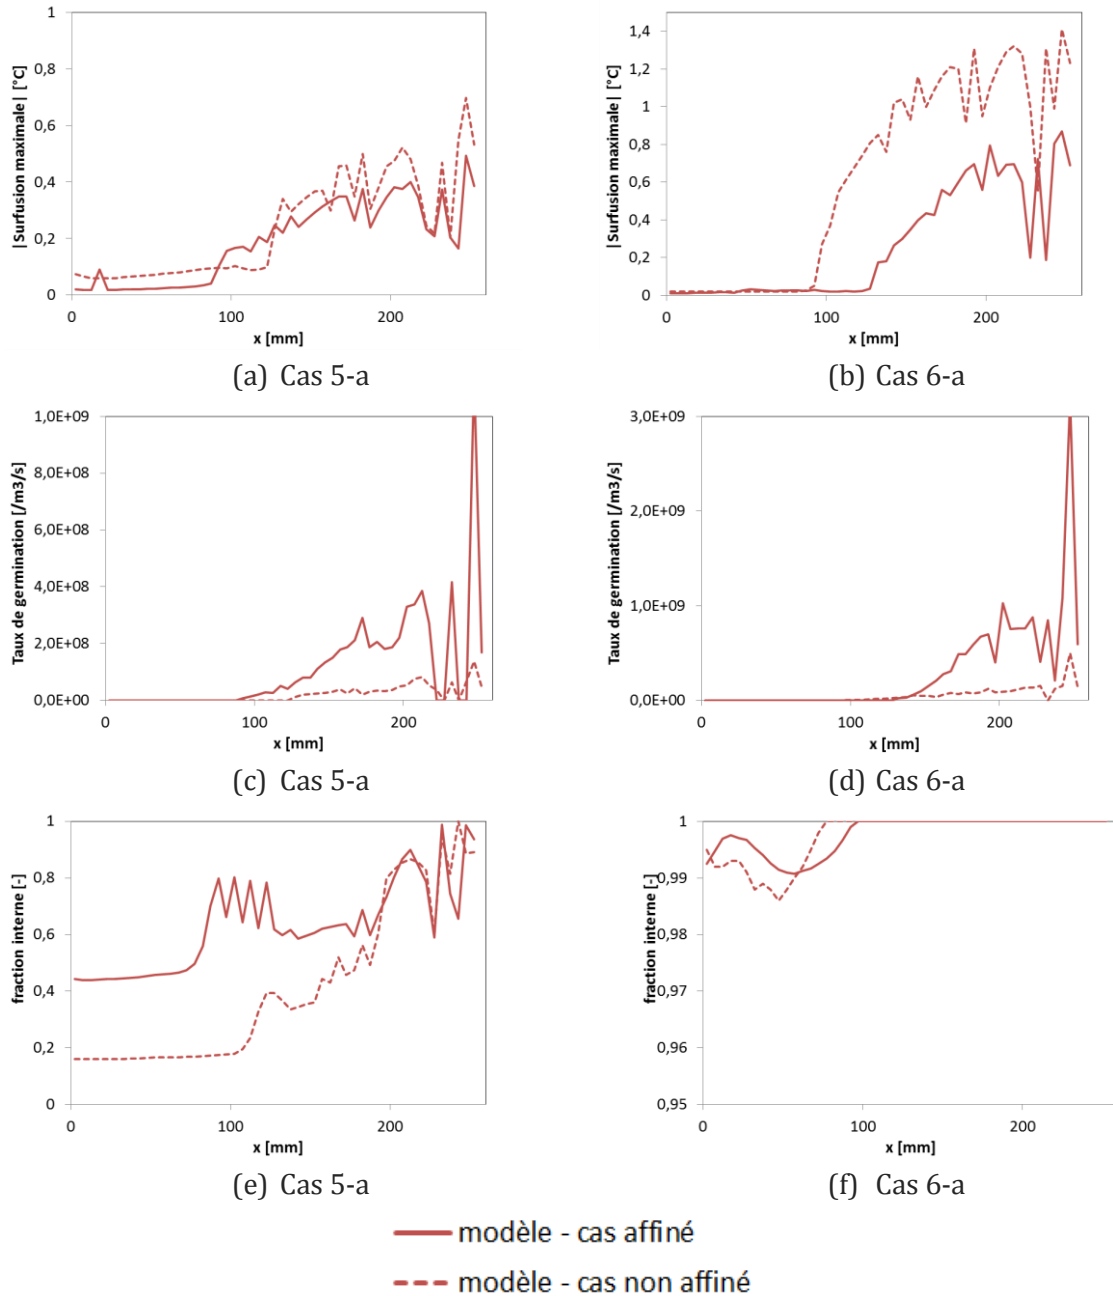 1
0,8
0,6
0,4
0,2
0
|Surfusion maximale| [°C]
0 100 200
x [mm]
(a) Cas 5-a
1,4
1,2
1
0,8
0,6
0,4
0,2
0
|Surfusion maximale| [°C]
0 100 200
x [mm]
(b) Cas 6-a
1,0E+09
8,0E+08
6,0E+08
4,0E+08
2,0E+08
0,0E+00
Taux de germination [/m3/s]
0 100 200
x [mm]
(c) Cas 5-a
3,0E+09
2,0E+09
1,0E+09
0,0E+00
Taux de germination [/m3/s]
0 100 200
x [mm]
(d) Cas 6-a
1
0,8
0,6
0,4
0,2
0
fraction interne [-]
0 100 200
x [mm]
(e) Cas 5-a
1
0,99
0,98
0,97
0,96
0,95
fraction interne [-]
0 100 200
x [mm]
(f) Cas 6-a
modèle - cas affiné
modèle - cas non affiné